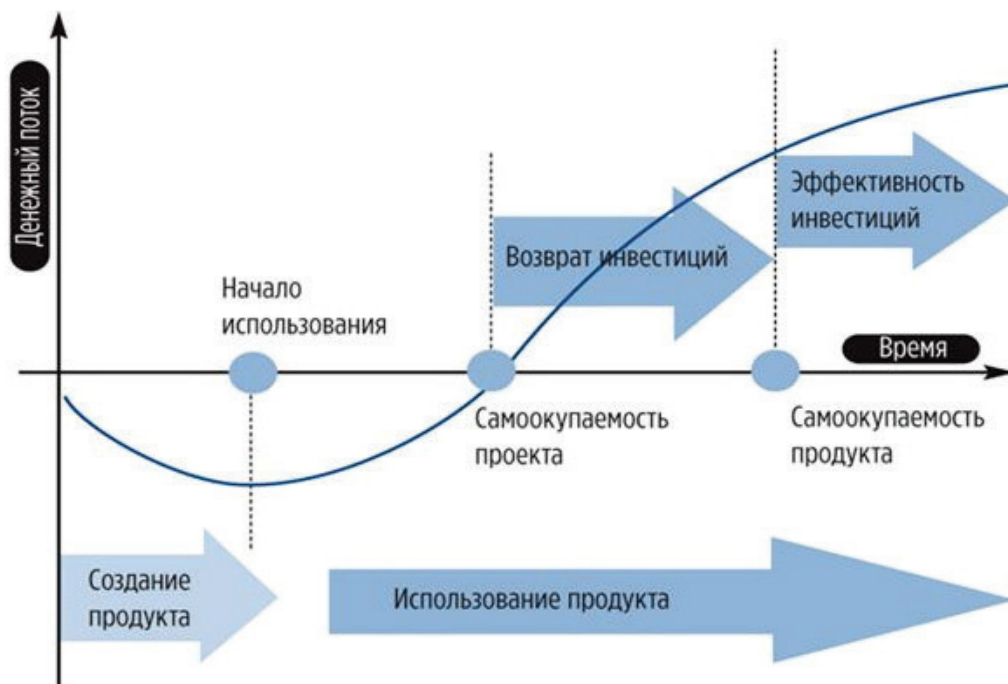 Денежный поток
Эффективность
инвестиций
Возврат инвестиций
Начало
использования
Время
Самоокупаемость
проекта
Самоокупаемость
продукта
Создание
продукта
Использование продукта